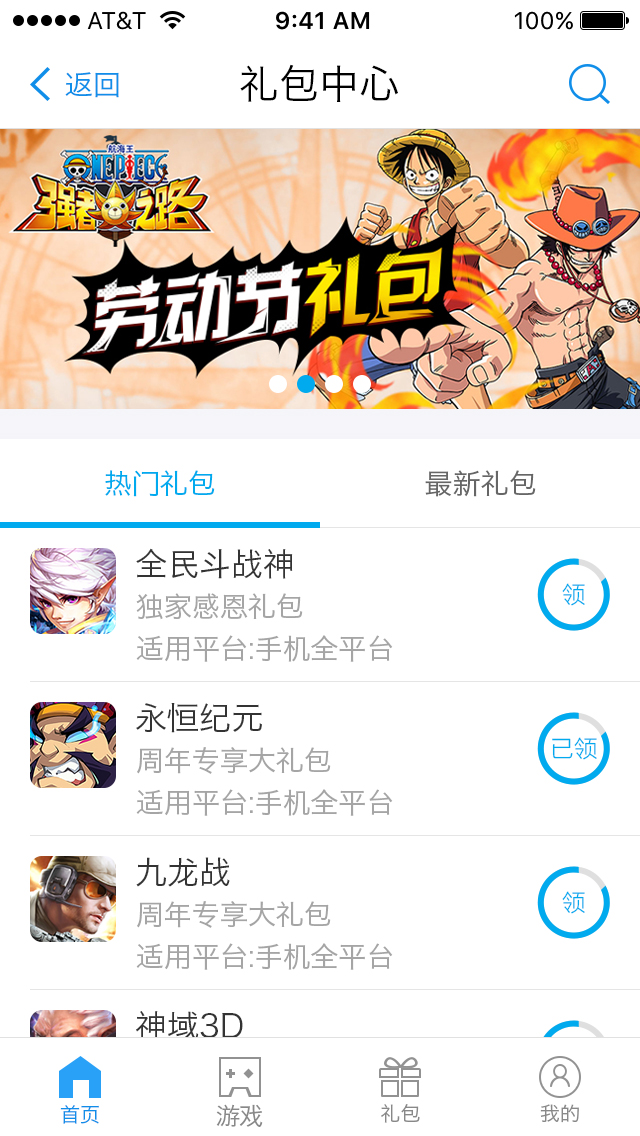 AT&T 9:41 AM 100%
返回 礼包中心
航海王
ONE PIECE
强者之路
劳动节礼包
热门礼包 最新礼包
全民斗战神
独家感恩礼包
领
适用平台:手机全平台
永恒纪元
周年专享大礼包
已领
适用平台:手机全平台
九龙战
周年专享大礼包
领
适用平台:手机全平台
神域3D
首页 游戏 礼包 我的